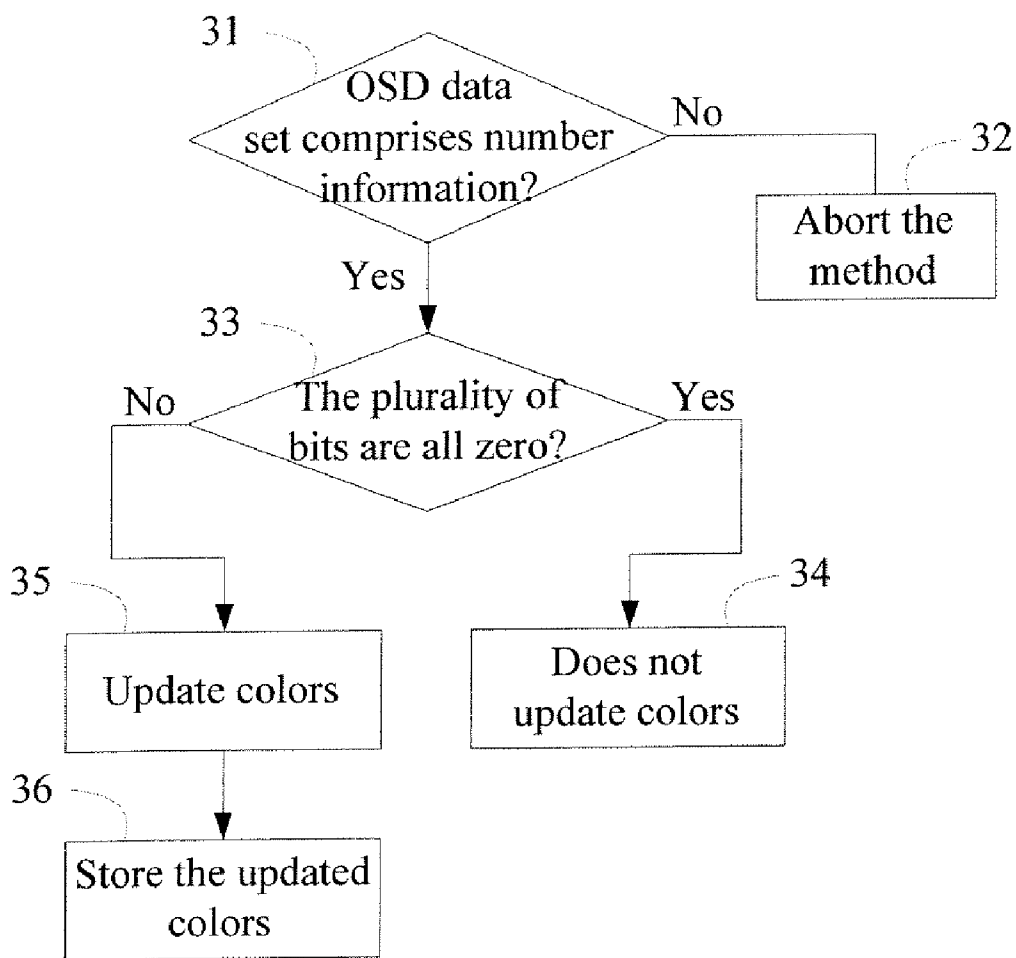 31
OSD data
set comprises number
information?
No
32
Abort the
method
Yes
33
The plurality of
bits are all zero?
No
Yes
35
Update colors
34
Does not
update colors
36
Store the updated
colors